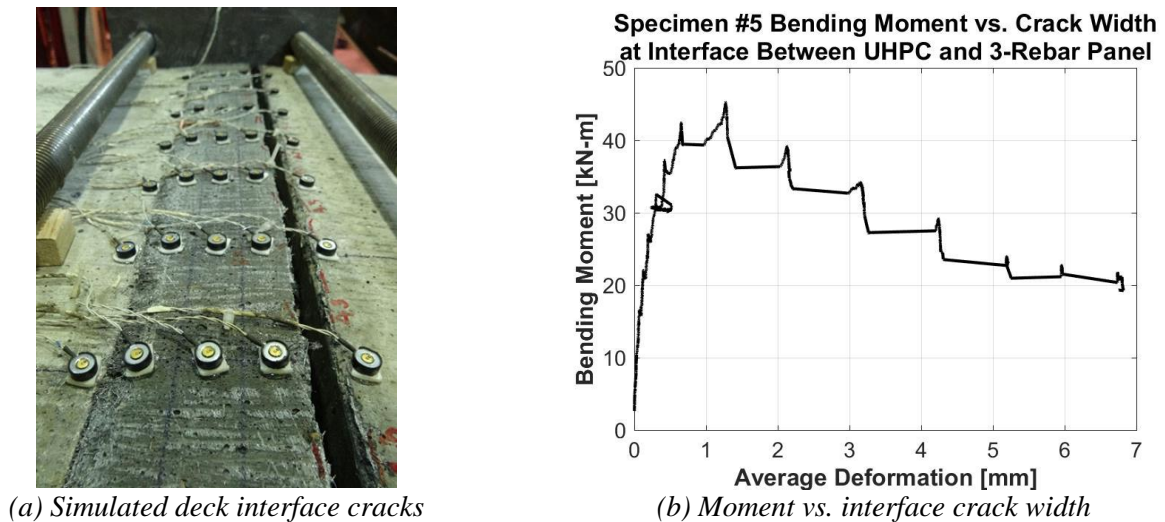 Specimen #5 Bending Moment vs. Crack Width
at Interface Between UHPC and 3-Rebar Panel
Bending Moment [kN-m]
50
40
30
20
10
0
0 1 2 3 4 5 6 7
Average Deformation [mm]
(a) Simulated deck interface cracks
(b) Moment vs. interface crack width